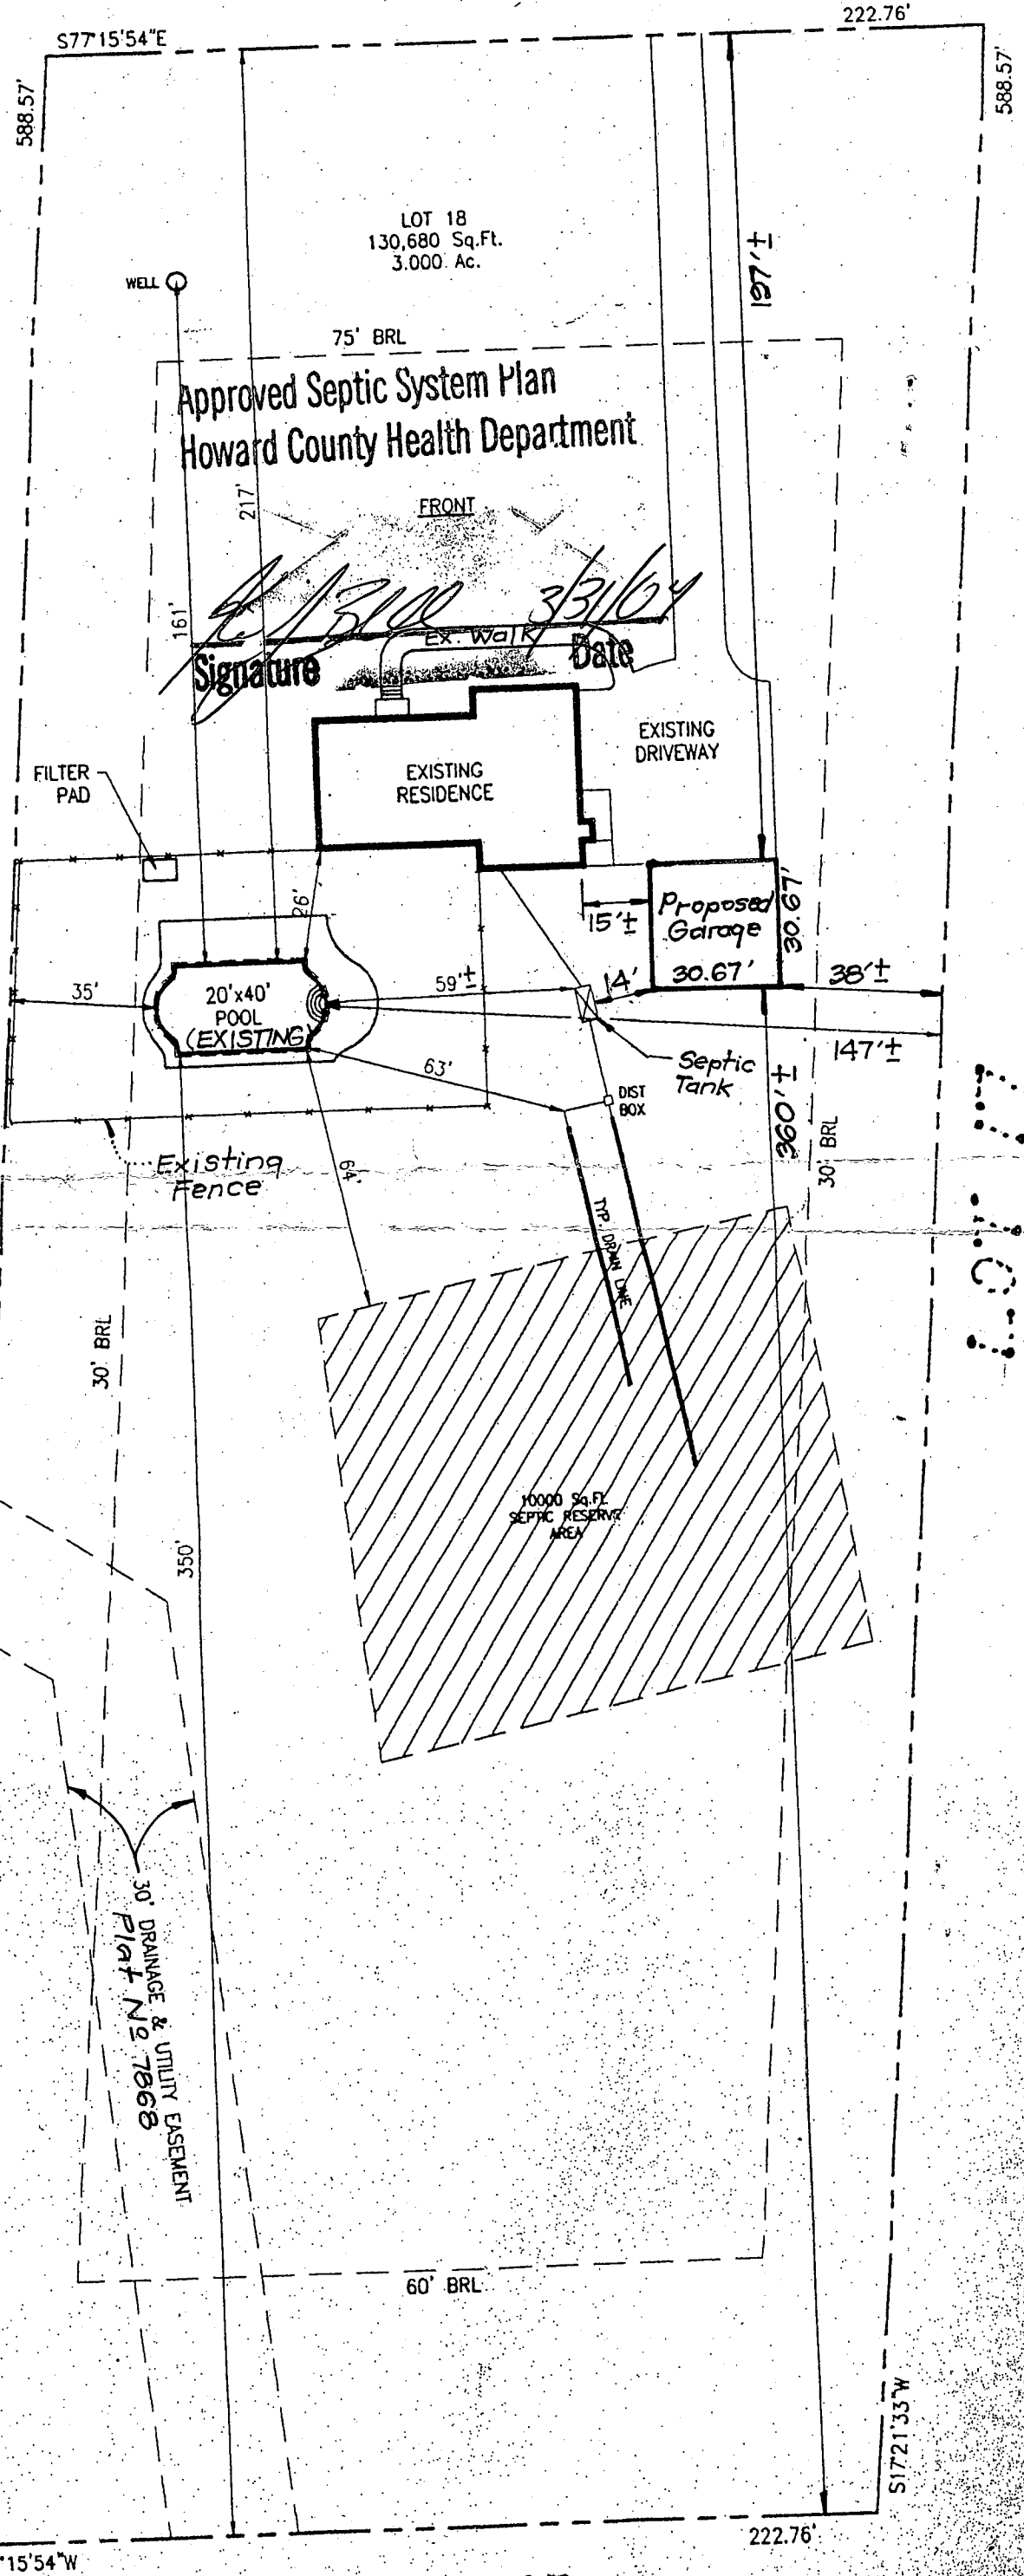 S77°15'54"E
222.76'
588.57'
588.57'
LOT 18
130,680 Sq.Ft.
3.000 Ac.
197'±
WELL
75' BRL
Approved Septic System Plan
Howard County Health Department
217'
FRONT
161'
3/31/04
Ex. Walk
Signature
Date
EXISTING
DRIVEWAY
EXISTING
RESIDENCE
FILTER
PAD
26'
15'±
Proposed
Garage
30.67'
30.67'
14'
38'±
35'
20'x40'
POOL
(EXISTING)
59'±
147'±
63'
Septic
Tank
DIST
BOX
360'±
30' BRL
Existing
Fence
64'
TYP. DRAIN LINE
LOT 17
30' BRL
10000 Sq.Ft.
SEPTIC RESERVE
AREA
350'
30' DRAINAGE & UTILITY EASEMENT
Plat No 7868
60' BRL
S17°21'33"W
222.76'
°15'54"W